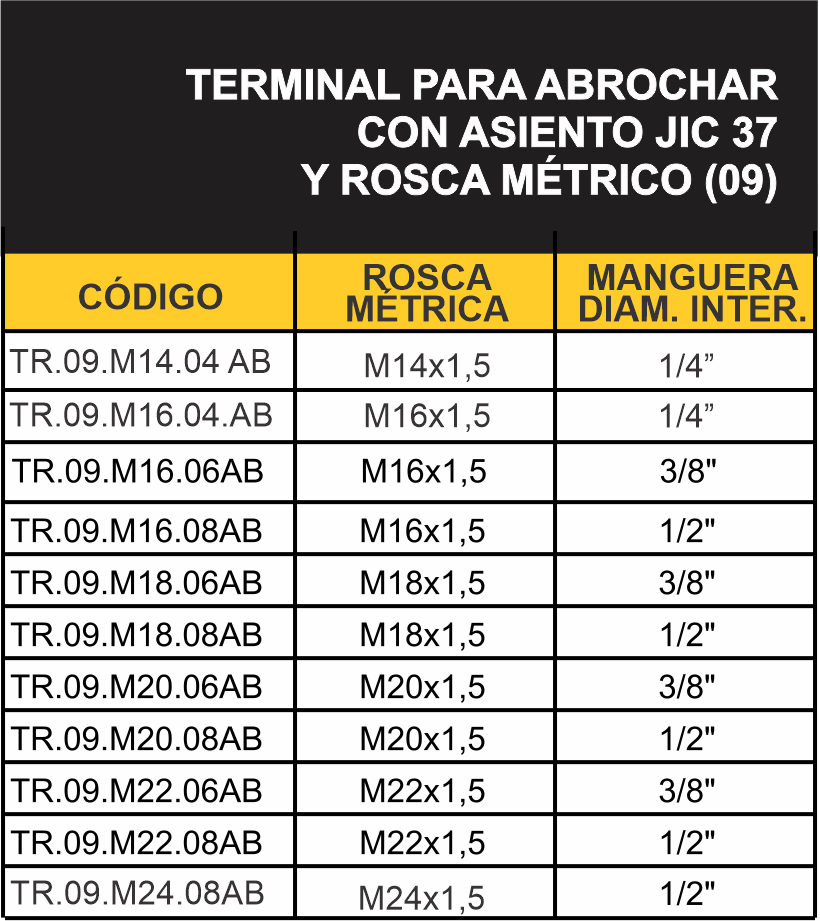 TERMINAL PARA ABROCHAR
CON ASIENTO JIC 37
Y ROSCA MÉTRICO (09)
CÓDIGO ROSCA MÉTRICA MANGUERA DIAM. INTER.
TR.09.M14.04 AB M14x1,5 1/4”
TR.09.M16.04.AB M16x1,5 1/4”
TR.09.M16.06AB M16x1,5 3/8"
TR.09.M16.08AB M16x1,5 1/2"
TR.09.M18.06AB M18x1,5 3/8"
TR.09.M18.08AB M18x1,5 1/2"
TR.09.M20.06AB M20x1,5 3/8"
TR.09.M20.08AB M20x1,5 1/2"
TR.09.M22.06AB M22x1,5 3/8"
TR.09.M22.08AB M22x1,5 1/2"
TR.09.M24.08AB M24x1,5 1/2"